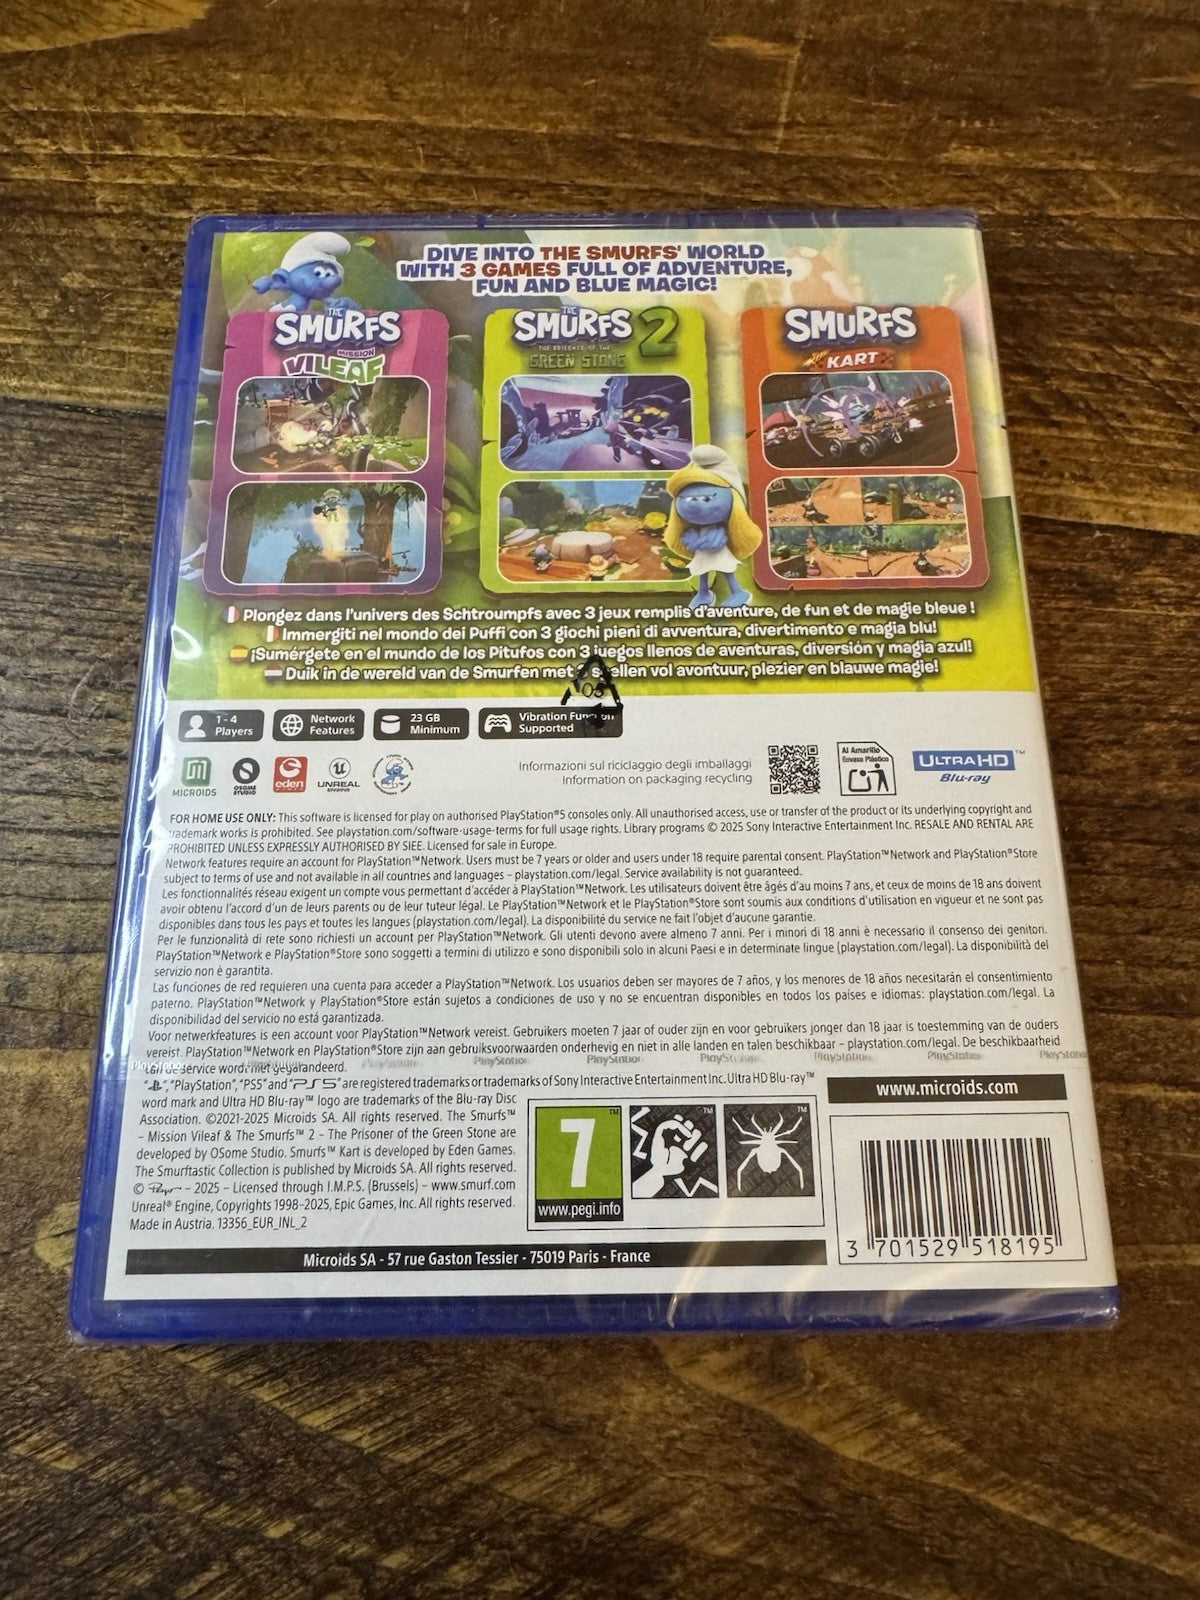 DIVE INTO THE SMURFS' WORLD
WITH 3 GAMES FULL OF ADVENTURE,
FUN AND BLUE MAGIC!
THE
SMURFS
MISSION
VILEAF
THE
SMURFS 2
THE PRISONER OF THE
GREEN STONE
SMURFS
KART
Plongez dans l'univers des Schtroumpfs avec 3 jeux remplis d'aventure, de fun et de magie bleue !
Immergiti nel mondo dei Puffi con 3 giochi pieni di avventura, divertimento e magia blu!
¡Sumérgete en el mundo de los Pitufos con 3 juegos llenos de aventuras, diversión y magia azul!
Duik in de wereld van de Smurfen met 3 spellen vol avontuur, plezier en blauwe magie!
05
1 - 4
Players
Network
Features
23 GB
Minimum
Vibration Function
Supported
MICROIDS
OSOME
STUDIO
eden
UNREAL
ENGINE
Informazioni sul riciclaggio degli imballaggi
Information on packaging recycling
Al Amarillo
Envase Plástico
ULTRA HD™
Blu-ray
FOR HOME USE ONLY: This software is licensed for play on authorised PlayStation®5 consoles only. All unauthorised access, use or transfer of the product or its underlying copyright and
trademark works is prohibited. See playstation.com/software-usage-terms for full usage rights. Library programs © 2025 Sony Interactive Entertainment Inc. RESALE AND RENTAL ARE
PROHIBITED UNLESS EXPRESSLY AUTHORISED BY SIEE. Licensed for sale in Europe.
Network features require an account for PlayStation™Network. Users must be 7 years or older and users under 18 require parental consent. PlayStation™Network and PlayStation®Store
subject to terms of use and not available in all countries and languages – playstation.com/legal. Service availability is not guaranteed.
Les fonctionnalités réseau exigent un compte vous permettant d'accéder à PlayStation™Network. Les utilisateurs doivent être âgés d'au moins 7 ans, et ceux de moins de 18 ans doivent
avoir obtenu l'accord d'un de leurs parents ou de leur tuteur légal. Le PlayStation™Network et le PlayStation®Store sont soumis aux conditions d'utilisation en vigueur et ne sont pas
disponibles dans tous les pays et toutes les langues (playstation.com/legal). La disponibilité du service ne fait l'objet d'aucune garantie.
Per le funzionalità di rete sono richiesti un account per PlayStation™Network. Gli utenti devono avere almeno 7 anni. Per i minori di 18 anni è necessario il consenso dei genitori.
PlayStation™Network e PlayStation®Store sono soggetti a termini di utilizzo e sono disponibili solo in alcuni Paesi e in determinate lingue (playstation.com/legal). La disponibilità del
servizio non è garantita.
Las funciones de red requieren una cuenta para acceder a PlayStation™Network. Los usuarios deben ser mayores de 7 años, y los menores de 18 años necesitarán el consentimiento
paterno. PlayStation™Network y PlayStation®Store están sujetos a condiciones de uso y no se encuentran disponibles en todos los países e idiomas: playstation.com/legal. La
disponibilidad del servicio no está garantizada.
Voor netwerkfeatures is een account voor PlayStation™Network vereist. Gebruikers moeten 7 jaar of ouder zijn en voor gebruikers jonger dan 18 jaar is toestemming van de ouders
vereist. PlayStation™Network en PlayStation®Store zijn aan gebruiksvoorwaarden onderhevig en niet in alle landen en talen beschikbaar - playstation.com/legal. De beschikbaarheid
van de service wordt niet gegarandeerd.
PlayStation PlayStation PlayStation PlayStation PlayStation PlayStation PlayStation PlayStation
", "PlayStation", "PS5" and "PS5" are registered trademarks or trademarks of Sony Interactive Entertainment Inc. Ultra HD Blu-ray™
word mark and Ultra HD Blu-ray™ logo are trademarks of the Blu-ray Disc
Association. ©2021-2025 Microids SA. All rights reserved. The Smurfs™
- Mission Vileaf & The Smurfs™ 2 - The Prisoner of the Green Stone are
developed by OSome Studio. Smurfs™ Kart is developed by Eden Games.
The Smurftastic Collection is published by Microids SA. All rights reserved.
© Peyo - 2025 - Licensed through I.M.P.S. (Brussels) – www.smurf.com
Unreal® Engine, Copyrights 1998-2025, Epic Games, Inc. All rights reserved.
Made in Austria. 13356_EUR_INL_2
7
www.pegi.info
www.microids.com
3 701529 518195
Microids SA - 57 rue Gaston Tessier - 75019 Paris - France